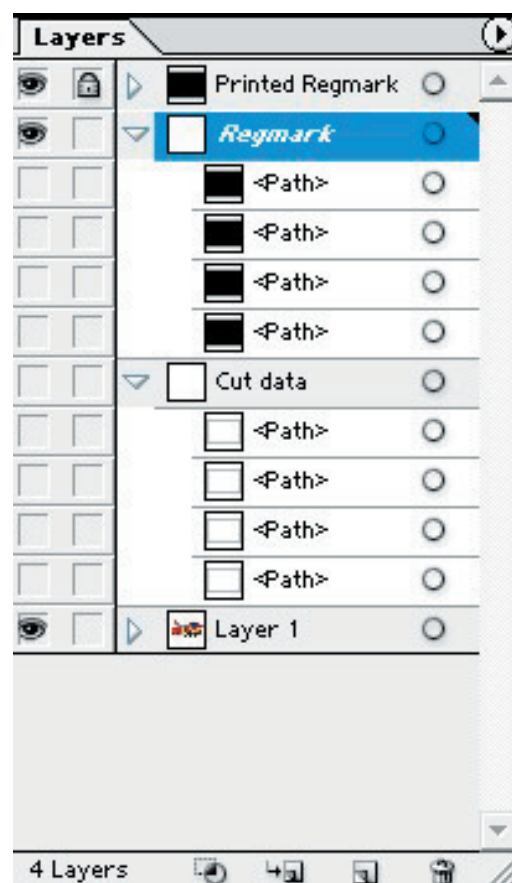 Layers
Printed Regmark
Regmark
<Path>
<Path>
<Path>
<Path>
Cut data
<Path>
<Path>
<Path>
<Path>
Layer 1
4 Layers